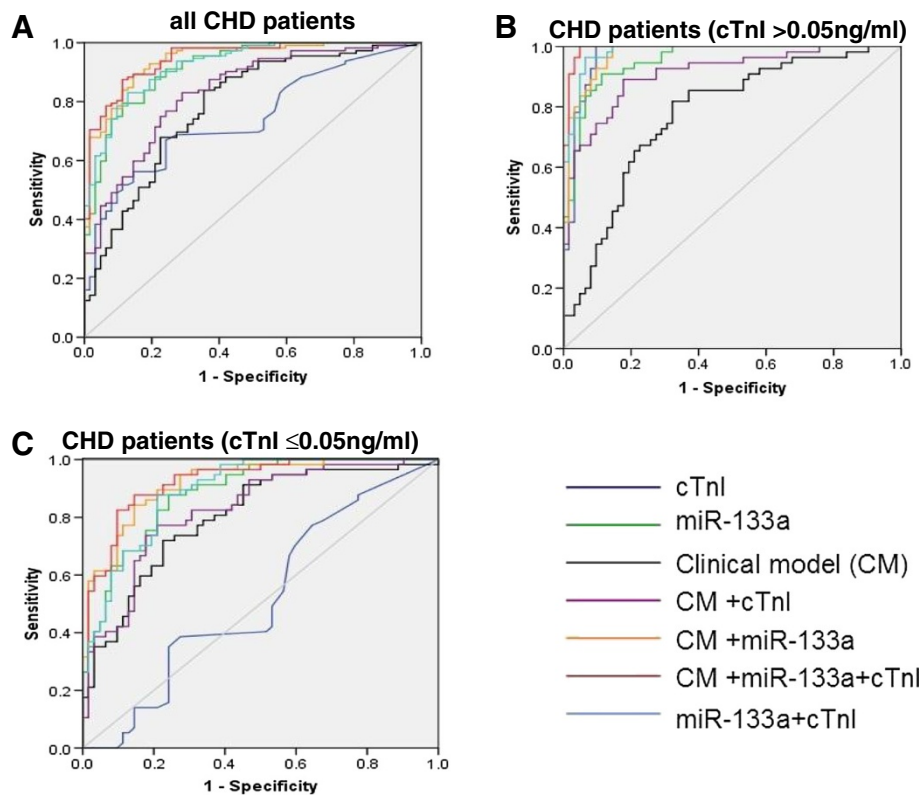 A
all CHD patients
1.0
0.8
0.6
0.4
0.2
0.0
Sensitivity
0.0 0.2 0.4 0.6 0.8 1.0
1 - Specificity
B
CHD patients (cTnI >0.05ng/ml)
1.0
0.8
0.6
0.4
0.2
0.0
Sensitivity
0.0 0.2 0.4 0.6 0.8 1.0
1 - Specificity
C
CHD patients (cTnI ≤0.05ng/ml)
1.0
0.8
0.6
0.4
0.2
0.0
Sensitivity
0.0 0.2 0.4 0.6 0.8 1.0
1 - Specificity
cTnI
miR-133a
Clinical model (CM)
CM +cTnI
CM +miR-133a
CM +miR-133a+cTnI
miR-133a+cTnI